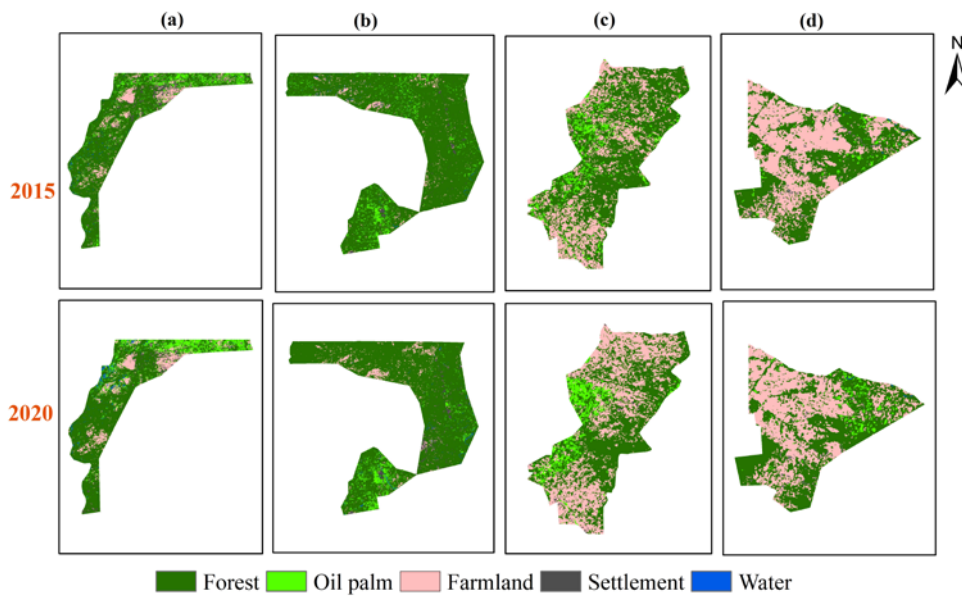 (a) (b) (c) (d)
N
2015
2020
Forest Oil palm Farmland Settlement Water